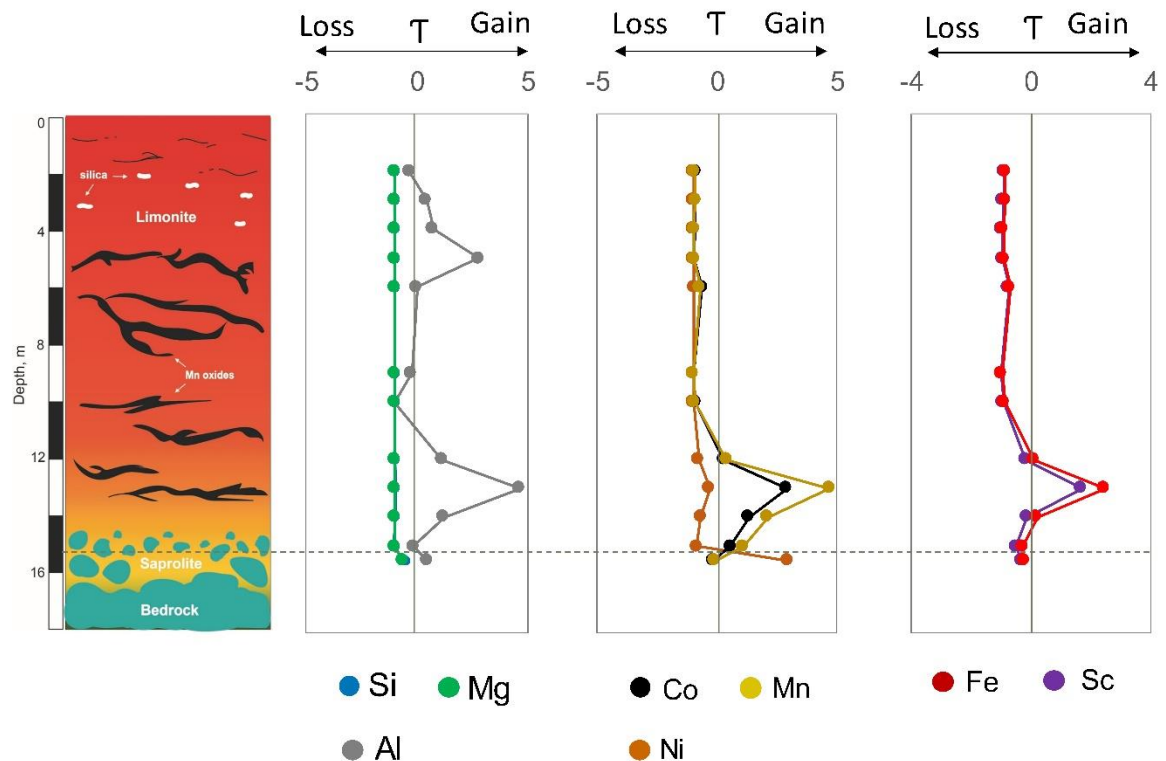 Loss Ƭ Gain
-5 0 5
Loss Ƭ Gain
-5 0 5
Loss Ƭ Gain
-4 0 4
Depth, m
0
4
8
12
16
silica
Limonite
Mn oxides
Saprolite
Bedrock
Si Mg
Al
Co Mn
Ni
Fe Sc